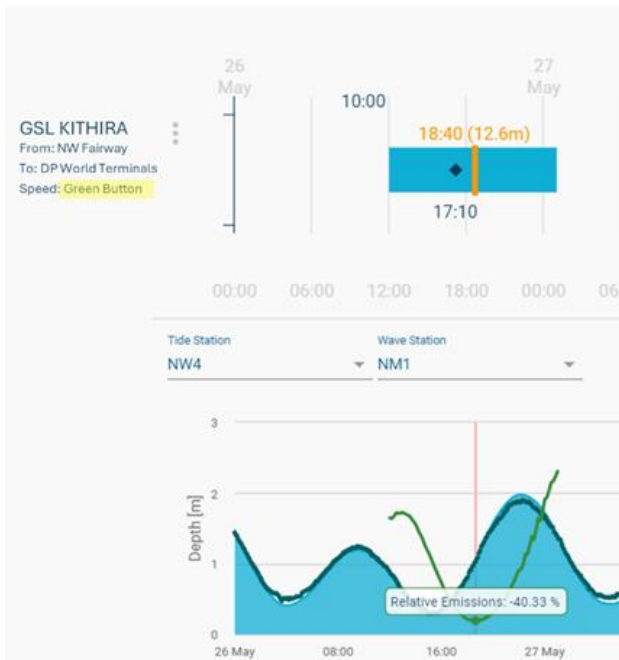 26
May
27
May
10:00
GSL KITHIRA
From: NW Fairway
To: DP World Terminals
Speed: Green Button
18:40 (12.6m)
17:10
00:00 06:00 12:00 18:00 00:00 06
Tide Station
NW4
Wave Station
NM1
3
2
1
0
Depth [m]
Relative Emissions: -40.33 %
26 May 08:00 16:00 27 May